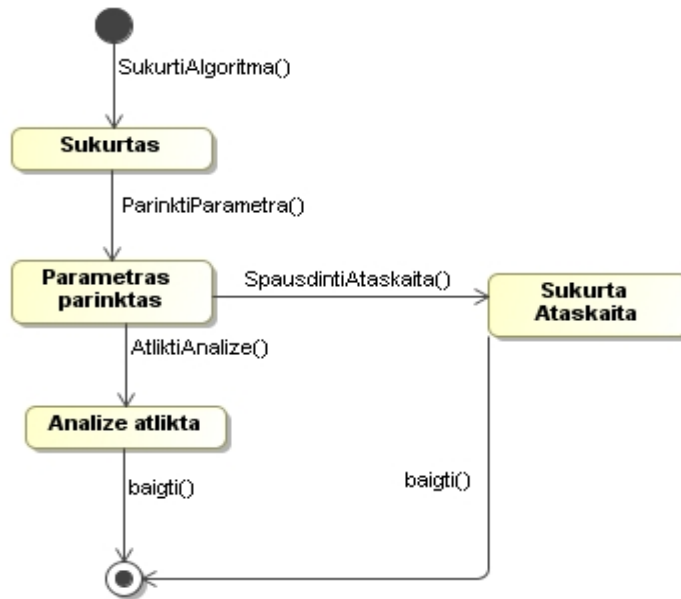 SukurtiAlgoritma()
Sukurtas
ParinktiParametra()
Parametras
parinktas
SpausdintiAtaskaita()
Sukurta
Ataskaita
AtliktiAnalize()
Analize atlikta
baigti()
baigti()